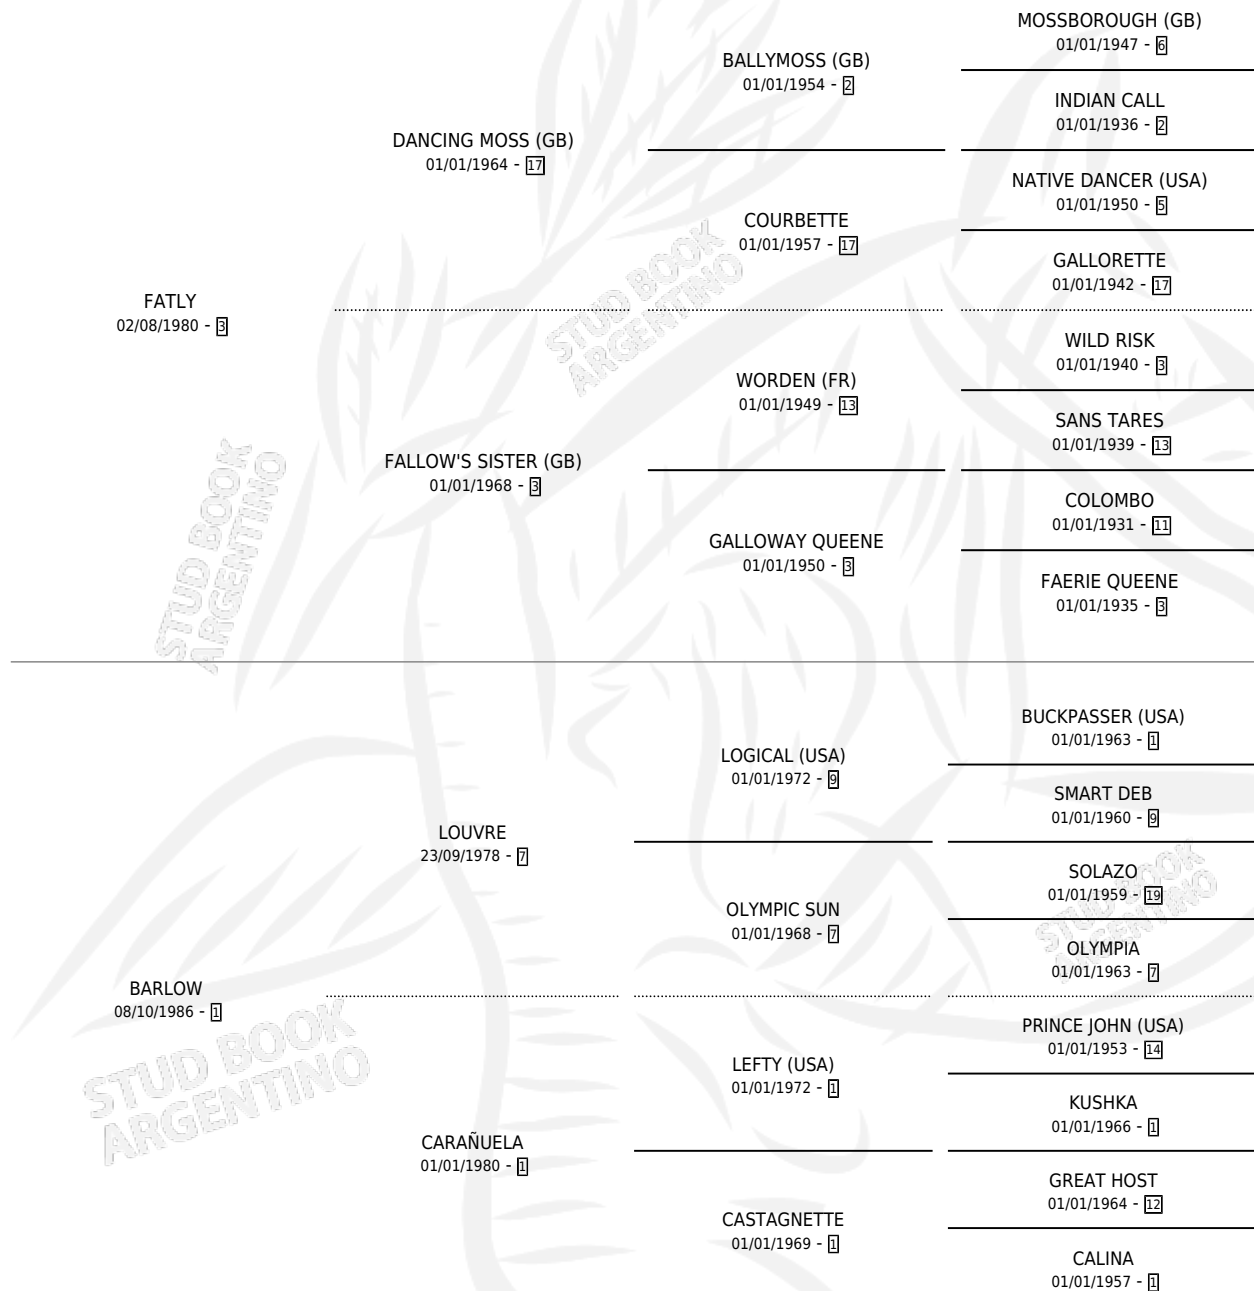 MOSSBOROUGH (GB)
01/01/1947 - 6
BALLYMOSS (GB)
01/01/1954 - 2
INDIAN CALL
01/01/1936 - 2
DANCING MOSS (GB)
01/01/1964 - 17
NATIVE DANCER (USA)
01/01/1950 - 5
COURBETTE
01/01/1957 - 17
GALLORETTE
01/01/1942 - 17
FATLY
02/08/1980 - 3
WILD RISK
01/01/1940 - 3
WORDEN (FR)
01/01/1949 - 13
SANS TARES
01/01/1939 - 13
FALLOW'S SISTER (GB)
01/01/1968 - 3
COLOMBO
01/01/1931 - 11
GALLOWAY QUEENE
01/01/1950 - 3
FAERIE QUEENE
01/01/1935 - 3
BUCKPASSER (USA)
01/01/1963 - 1
LOGICAL (USA)
01/01/1972 - 9
SMART DEB
01/01/1960 - 9
LOUVRE
23/09/1978 - 7
SOLAZO
01/01/1959 - 19
OLYMPIC SUN
01/01/1968 - 7
OLYMPIA
01/01/1963 - 7
BARLOW
08/10/1986 - 1
PRINCE JOHN (USA)
01/01/1953 - 14
LEFTY (USA)
01/01/1972 - 1
KUSHKA
01/01/1966 - 1
CARAÑUELA
01/01/1980 - 1
GREAT HOST
01/01/1964 - 12
CASTAGNETTE
01/01/1969 - 1
CALINA
01/01/1957 - 1
STUD BOOK
ARGENTINO
STUD BOOK
ARGENTINO
STUD BOOK
ARGENTINO
STUD BOOK
ARGENTINO